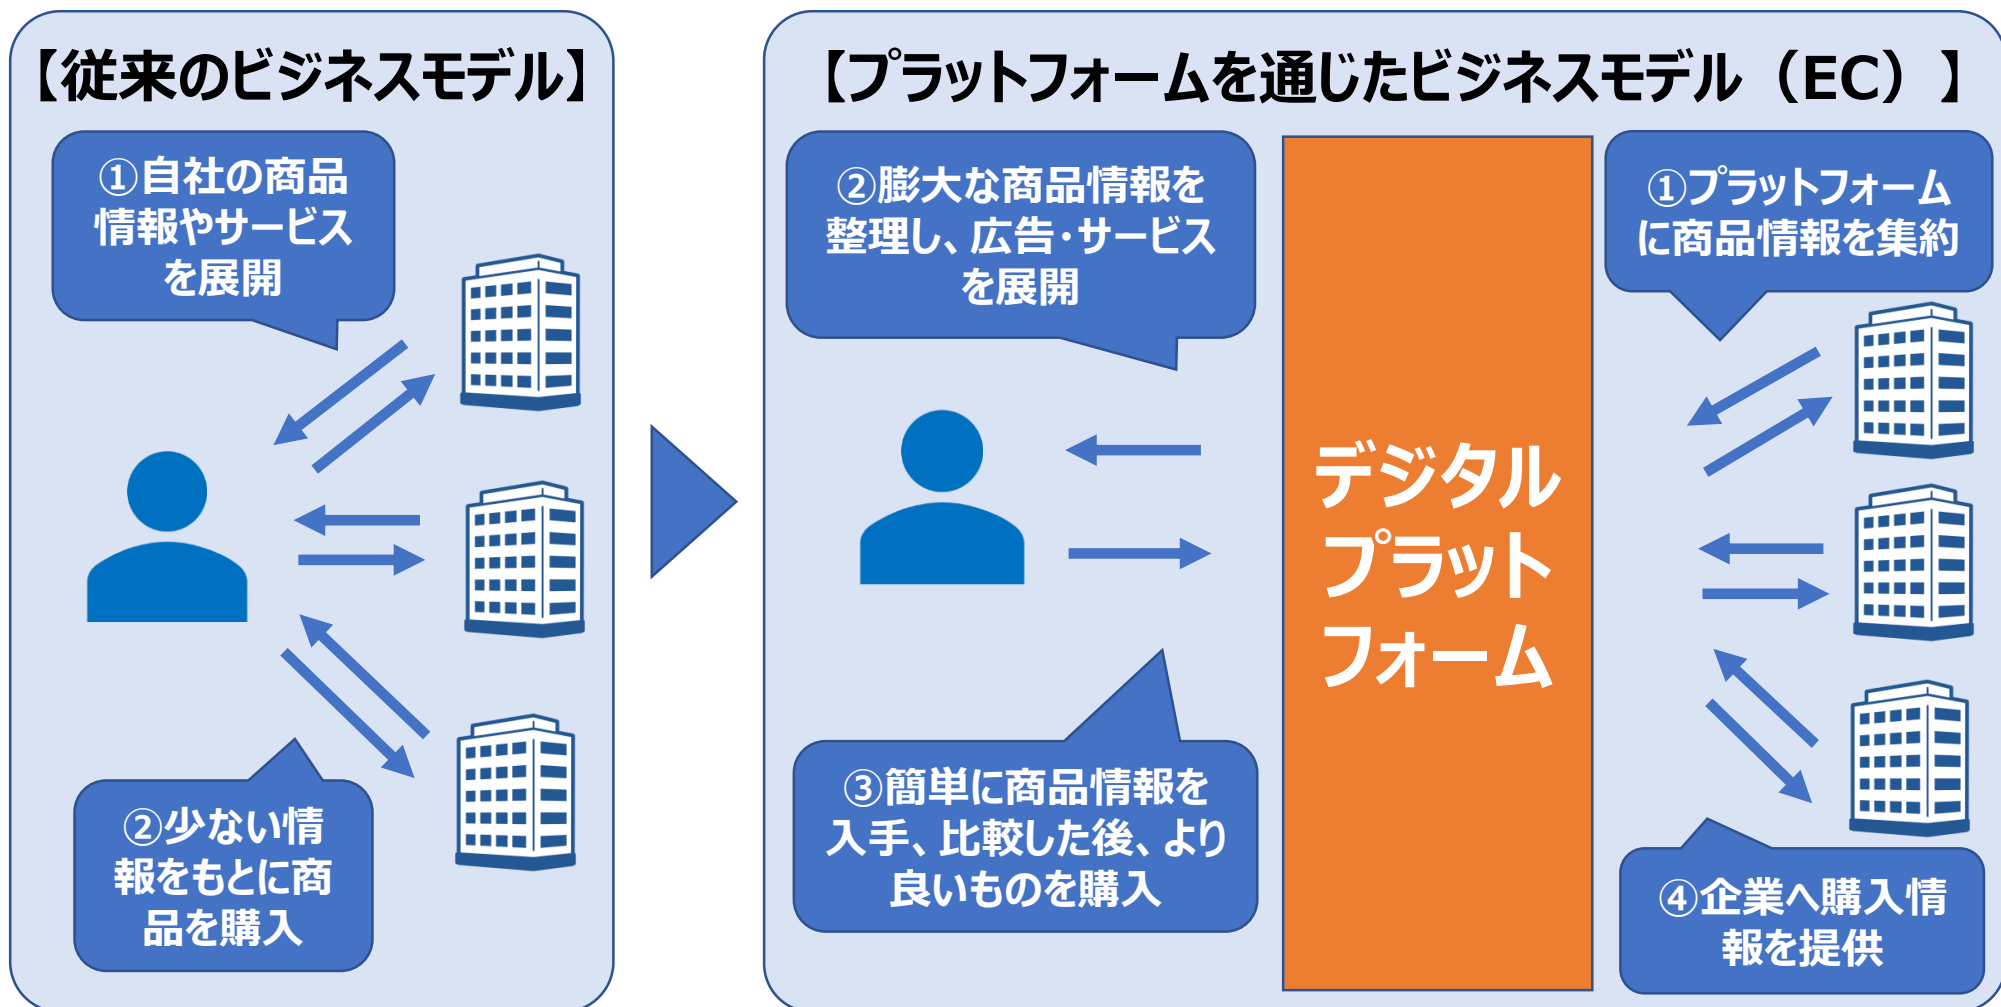 【従来のビジネスモデル】
①自社の商品
情報やサービス
を展開
②少ない情
報をもとに商
品を購入
【プラットフォームを通じたビジネスモデル（EC）】
②膨大な商品情報を
整理し、広告・サービス
を展開
③簡単に商品情報を
入手、比較した後、より
良いものを購入
デジタル
プラット
フォーム
①プラットフォーム
に商品情報を集約
④企業へ購入情
報を提供